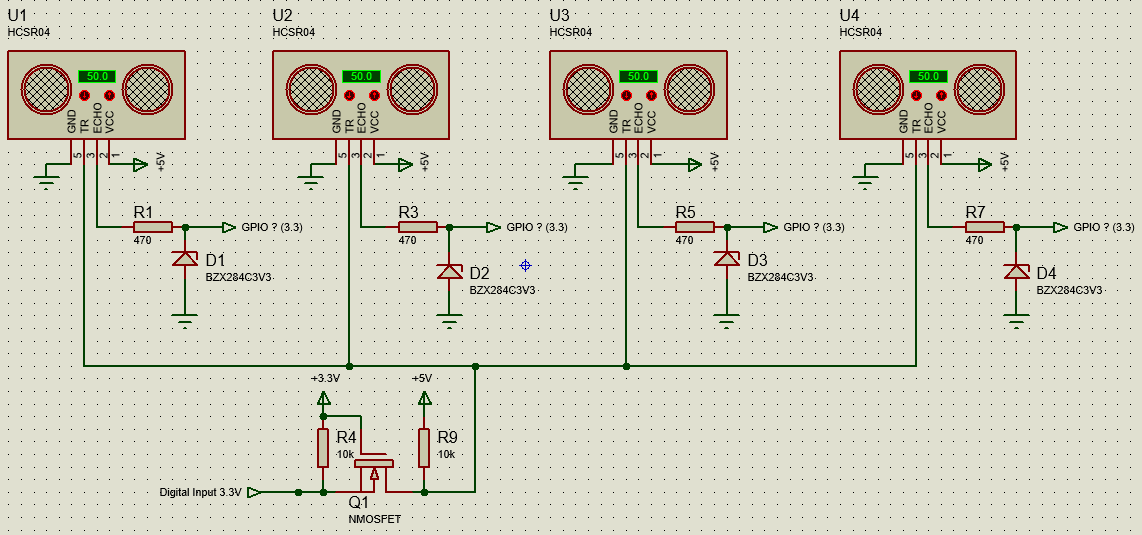 U1
HCSR04
U2
HCSR04
U3
HCSR04
U4
HCSR04
50.0
50.0
50.0
50.0
GND
TR
ECHO
VCC
GND
TR
ECHO
VCC
GND
TR
ECHO
VCC
GND
TR
ECHO
VCC
5
3
2
1
+5V
5
3
2
1
+5V
5
3
2
1
+5V
5
3
2
1
+5V
R1
470
GPIO ? (3.3)
R3
470
GPIO ? (3.3)
R5
470
GPIO ? (3.3)
R7
470
GPIO ? (3.3)
D1
BZX284C3V3
D2
BZX284C3V3
D3
BZX284C3V3
D4
BZX284C3V3
+3.3V
+5V
R4
10k
R9
10k
Digital Input 3.3V
Q1
NMOSFET